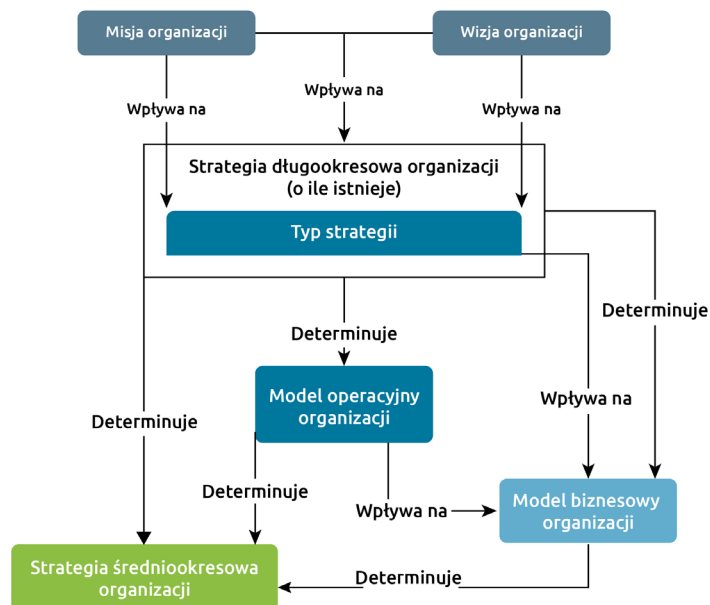 Misja organizacji
Wizja organizacji
Wpływa na
Wpływa na
Wpływa na
Strategia długookresowa organizacji
(o ile istnieje)
Typ strategii
Determinuje
Determinuje
Model operacyjny
organizacji
Wpływa na
Determinuje
Determinuje
Wpływa na
Model biznesowy
organizacji
Strategia średniookresowa
organizacji
Determinuje